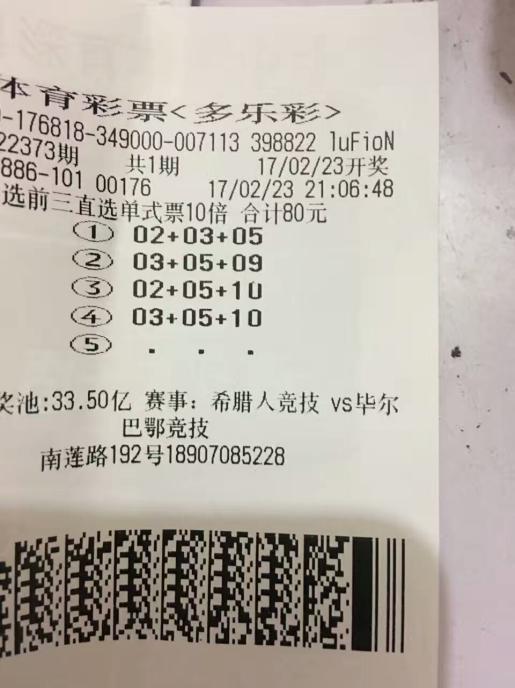 体育彩票<多乐彩>
-176818-349000-007113 398822 luFioN
22373期 共1期 17/02/23开奖
886-101 00176 17/02/23 21:06:48
选前三直选单式票10倍 合计80元
① 02+03+05
② 03+05+09
③ 02+05+10
④ 03+05+10
⑤ . . .
奖池:33.50亿 赛事: 希腊人竞技 vs毕尔
巴鄂竞技
南莲路192号18907085228